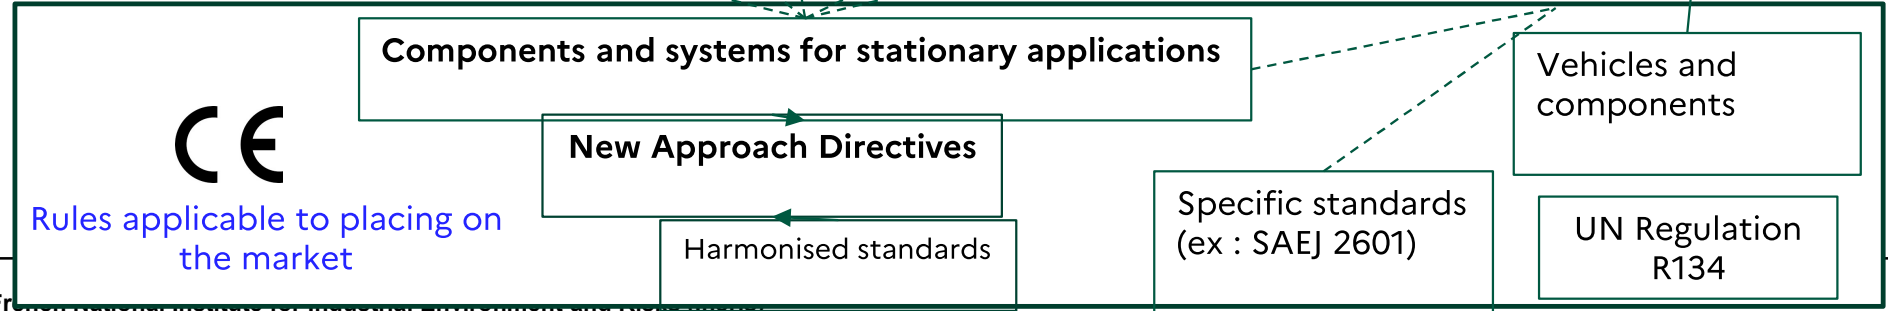 Components and systems for stationary applications
Vehicles and
components
CE
New Approach Directives
Rules applicable to placing on
the market
Harmonised standards
Specific standards
(ex : SAEJ 2601)
UN Regulation
R134